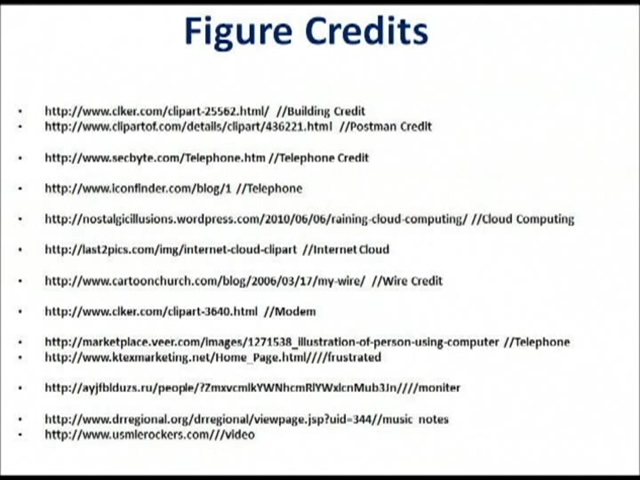 Figure Credits
• http://www.clker.com/clipart-25562.html/ //Building Credit
• http://www.clipartof.com/details/clipart/436221.html //Postman Credit
• http://www.secbyte.com/Telephone.htm //Telephone Credit
• http://www.iconfinder.com/blog/1 //Telephone
• http://nostalgicillusions.wordpress.com/2010/06/06/raining-cloud-computing/ //Cloud Computing
• http://last2pics.com/img/internet-cloud-clipart //Internet Cloud
• http://www.cartoonchurch.com/blog/2006/03/17/my-wire/ //Wire Credit
• http://www.clker.com/clipart-3640.html //Modem
• http://marketplace.veer.com/images/1271538_illustration-of-person-using-computer //Telephone
• http://www.ktexmarketing.net/Home_Page.html////frustrated
• http://www.drregional.org/drregional/viewpage.jsp?uid=344//music notes
• http://www.usmlerockers.com///video